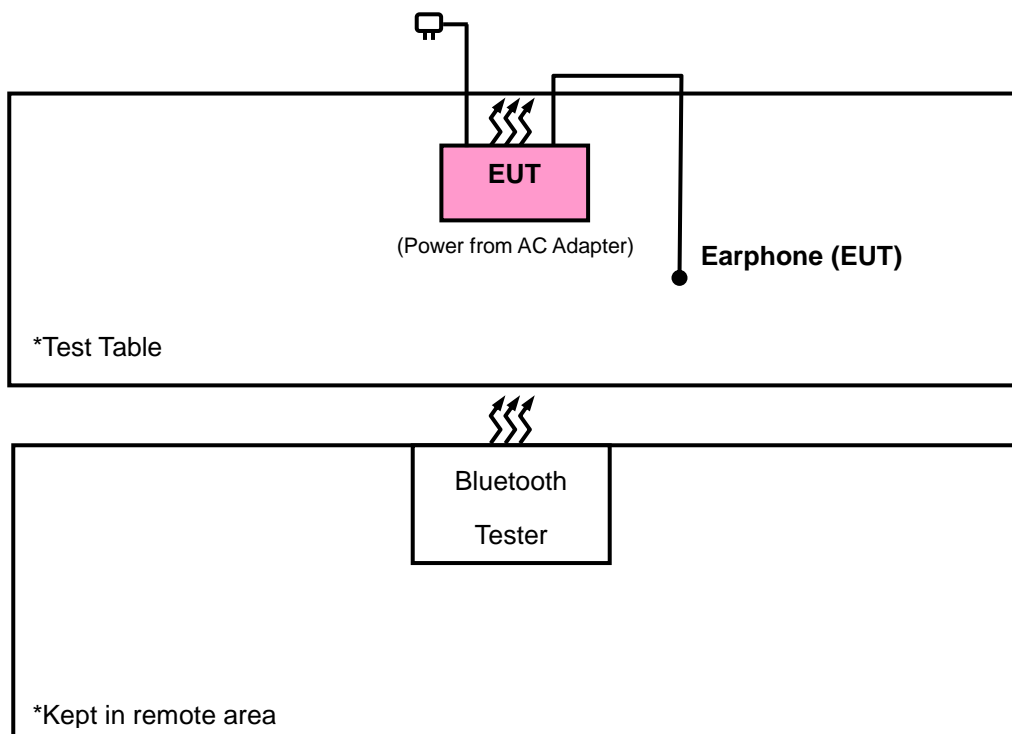 EUT
(Power from AC Adapter)
Earphone (EUT)
*Test Table
Bluetooth
Tester
*Kept in remote area